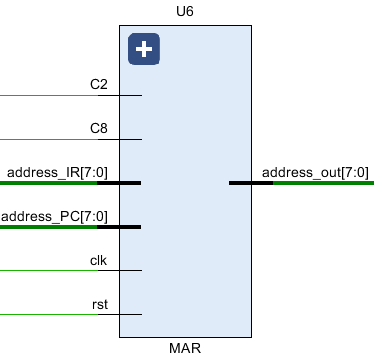 U6
C2
C8
address_IR[7:0]
address_out[7:0]
address_PC[7:0]
clk
rst
MAR